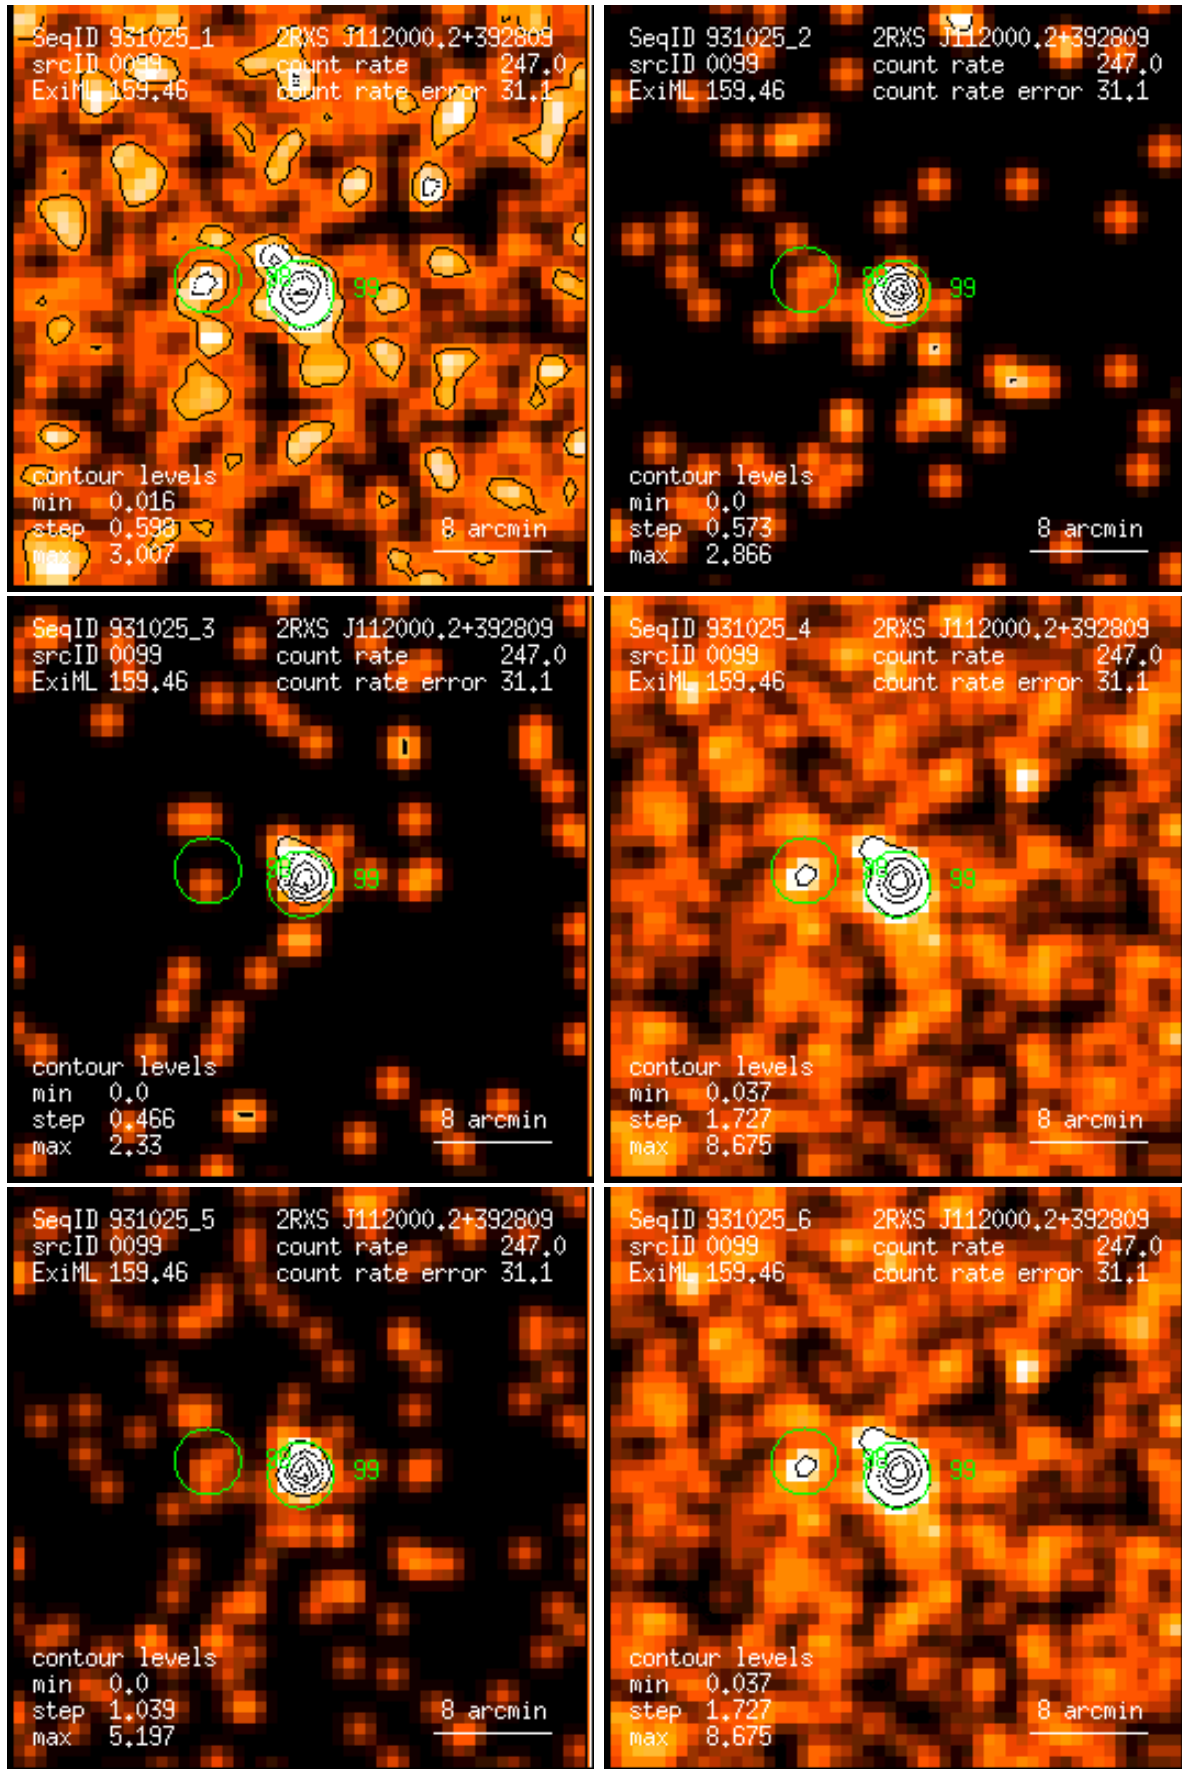 SeqID 931025_1 2RXS J112000.2+392809
srcID 0099 count rate 247.0
ExiML 159.46 count rate error 31.1
98 99
contour levels
min 0.016
step 0.598 8 arcmin
max 3.007
SeqID 931025_2 2RXS J112000.2+392809
srcID 0099 count rate 247.0
ExiML 159.46 count rate error 31.1
98 99
contour levels
min 0.0
step 0.573 8 arcmin
max 2.866
SeqID 931025_3 2RXS J112000.2+392809
srcID 0099 count rate 247.0
ExiML 159.46 count rate error 31.1
98 99
contour levels
min 0.0
step 0.466 8 arcmin
max 2.33
SeqID 931025_4 2RXS J112000.2+392809
srcID 0099 count rate 247.0
ExiML 159.46 count rate error 31.1
98 99
contour levels
min 0.037
step 1.727 8 arcmin
max 8.675
SeqID 931025_5 2RXS J112000.2+392809
srcID 0099 count rate 247.0
ExiML 159.46 count rate error 31.1
98 99
contour levels
min 0.0
step 1.039 8 arcmin
max 5.197
SeqID 931025_6 2RXS J112000.2+392809
srcID 0099 count rate 247.0
ExiML 159.46 count rate error 31.1
98 99
contour levels
min 0.037
step 1.727 8 arcmin
max 8.675